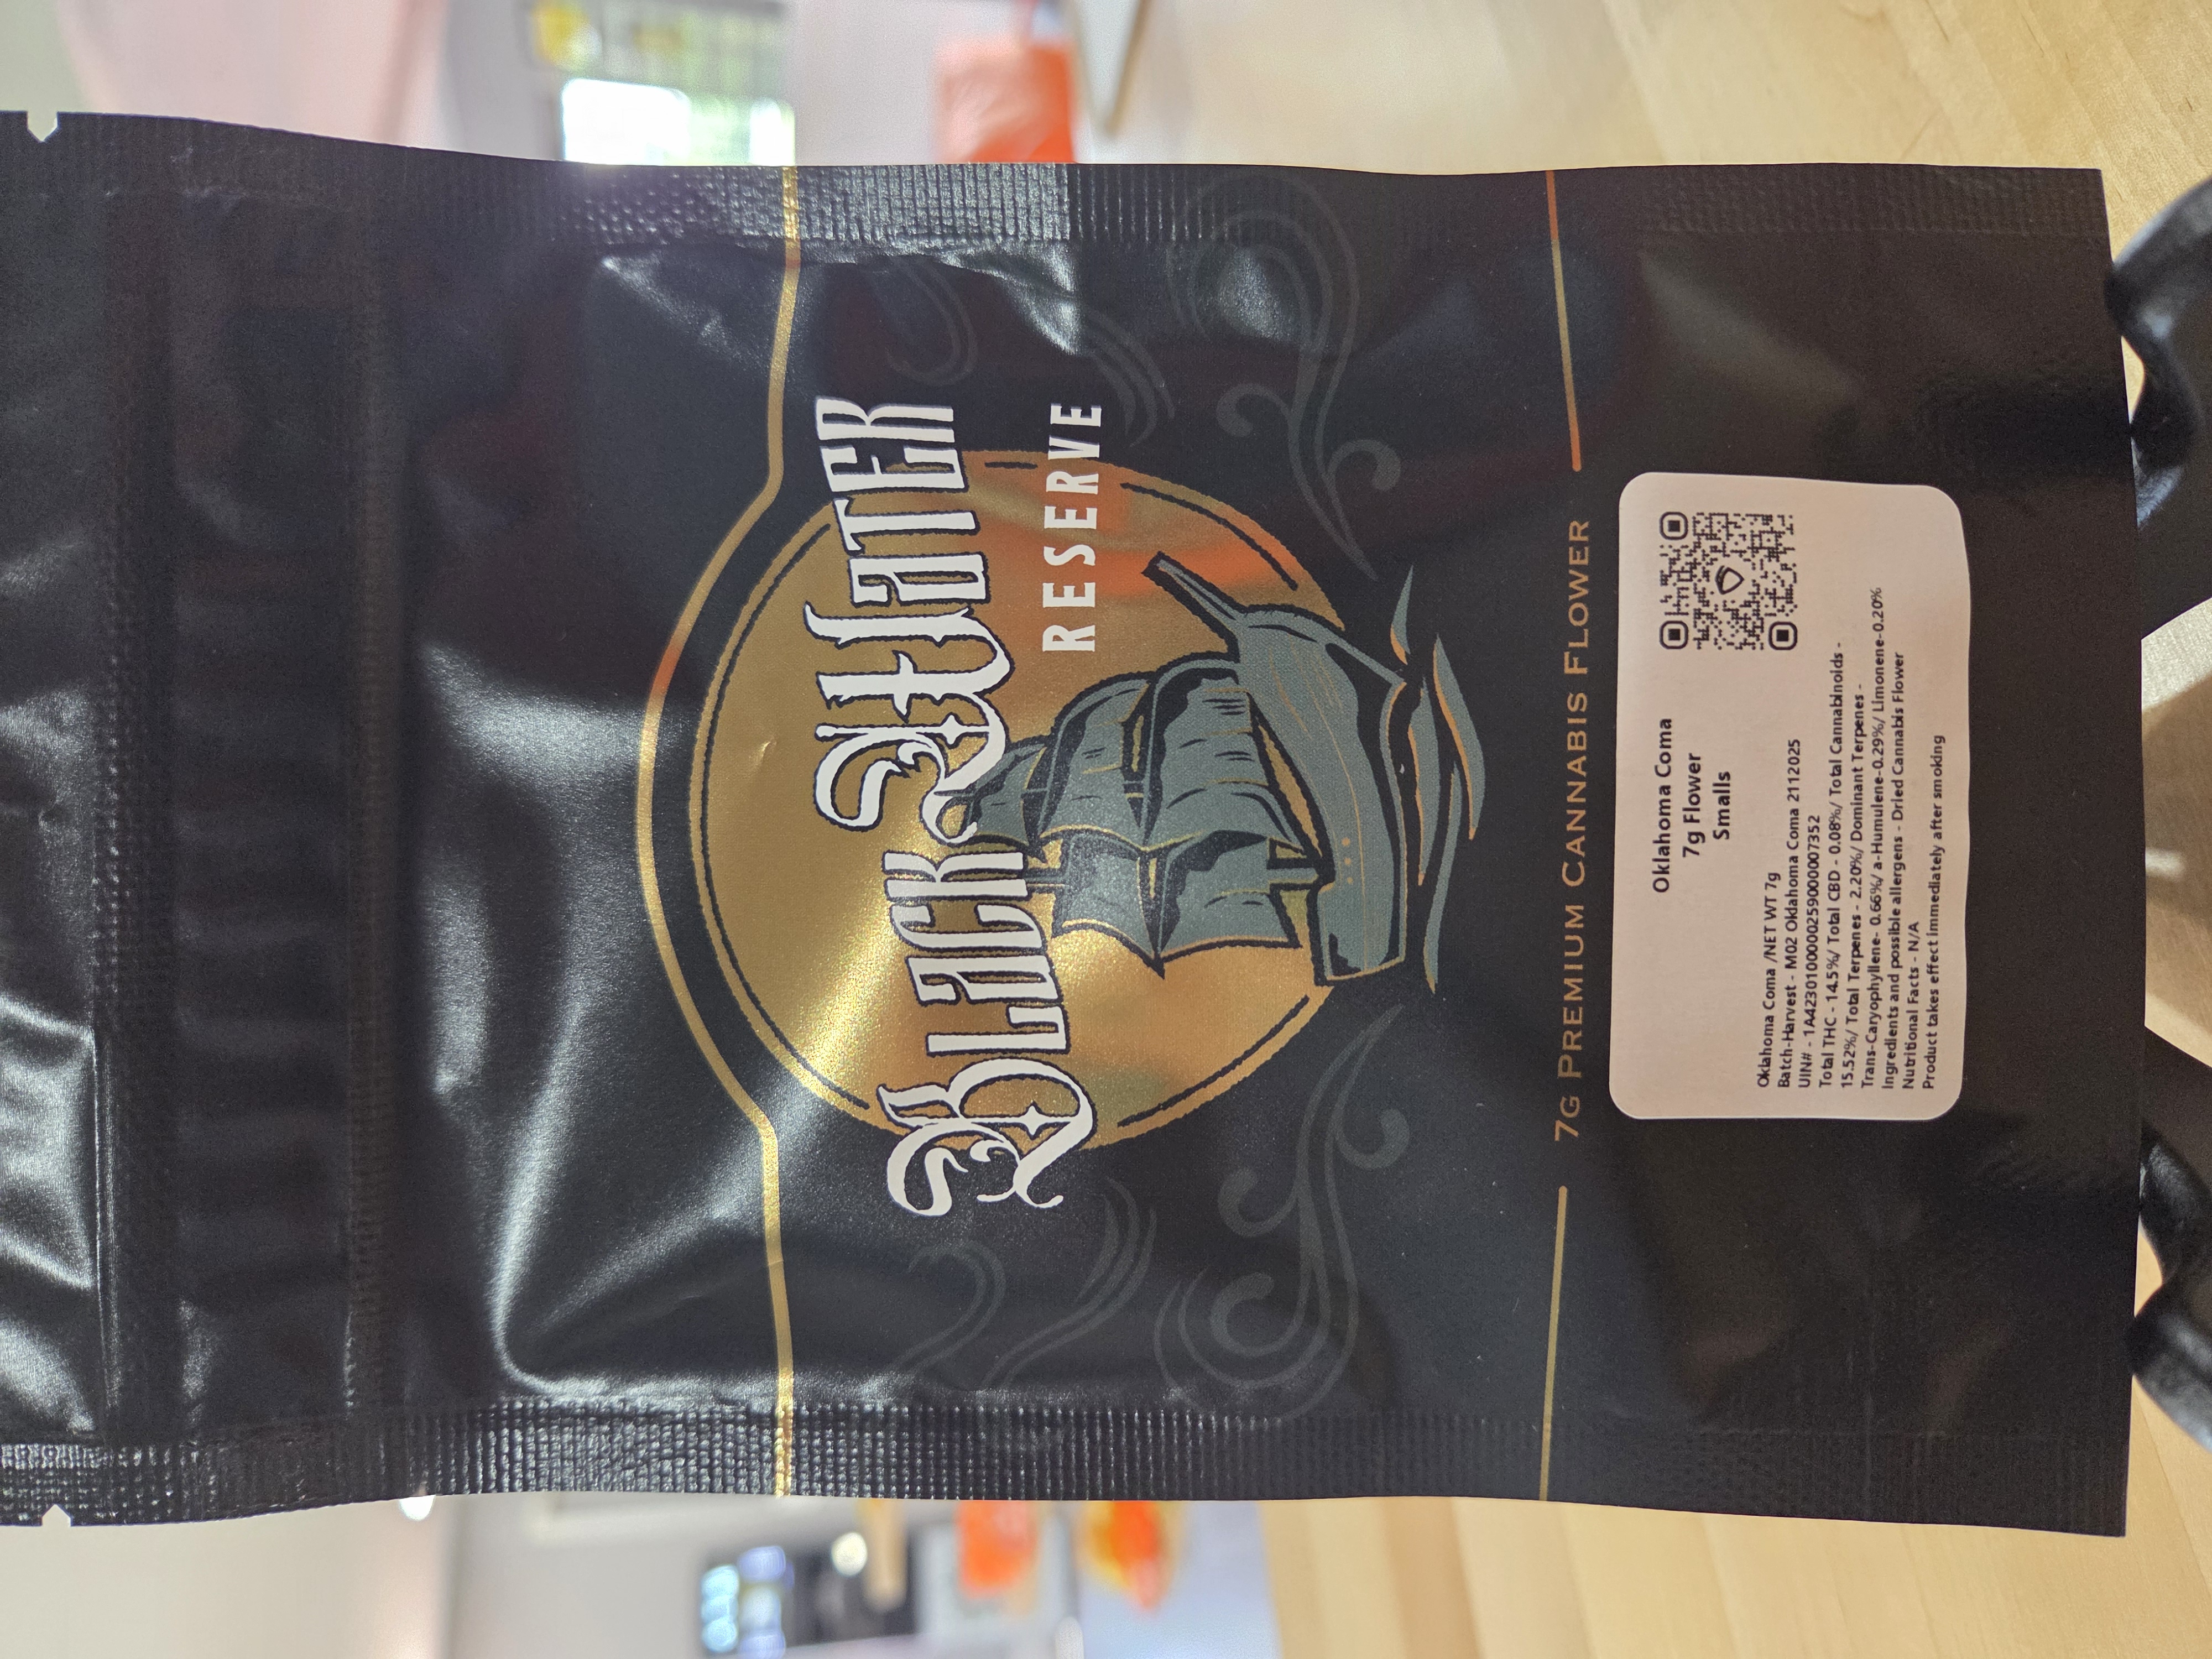 BLACK WATER
RESERVE
7G PREMIUM CANNABIS FLOWER
Oklahoma Coma
7g Flower
Smalls
Oklahoma Coma /NET WT 7g
Batch-Harvest - M02 Oklahoma Coma 2112025
UIN# - 1A4230100000259000007352
Total THC - 14.5%/ Total CBD - 0.08%/ Total Cannabinoids -
15.52%/ Total Terpenes - 2.20%/ Dominant Terpenes -
Trans-Caryophyllene- 0.66%/ a-Humulene-0.29%/ Limonene-0.20%
Ingredients and possible allergens - Dried Cannabis Flower
Nutritional Facts - N/A
Product takes effect immediately after smoking